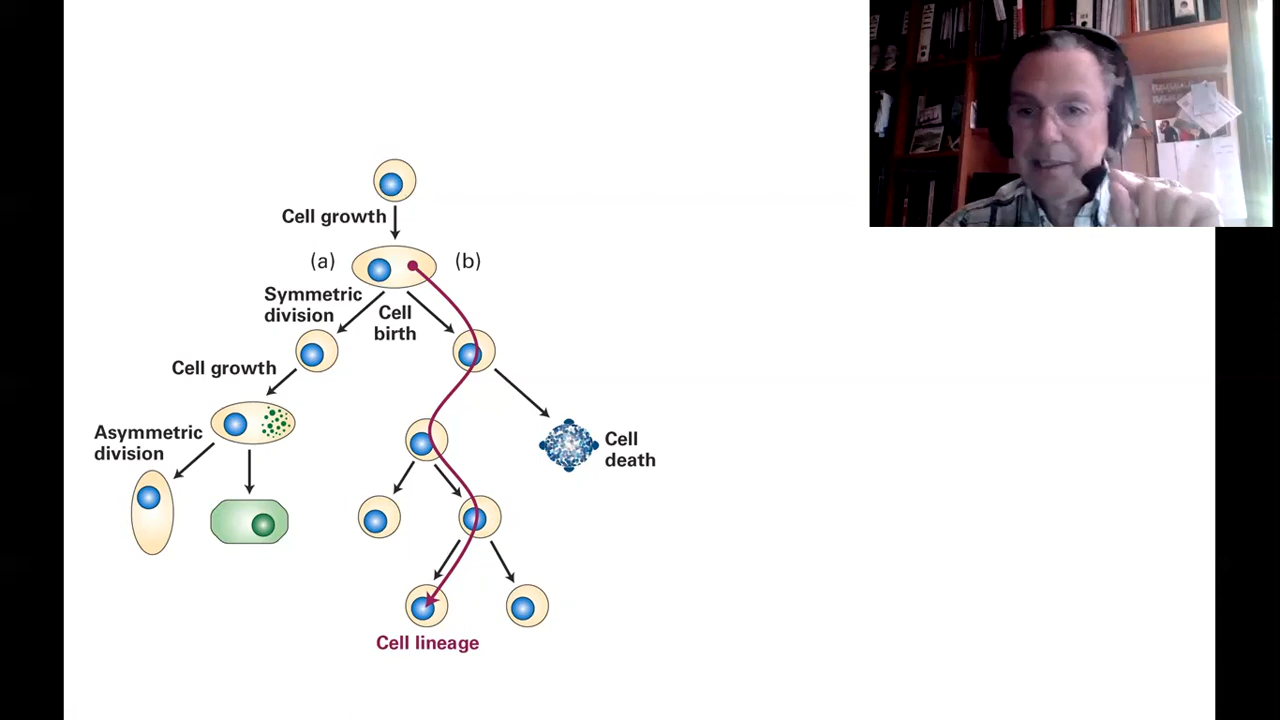 Cell growth
(a)
(b)
Symmetric
division
Cell
birth
Cell growth
Asymmetric
division
Cell
death
Cell lineage